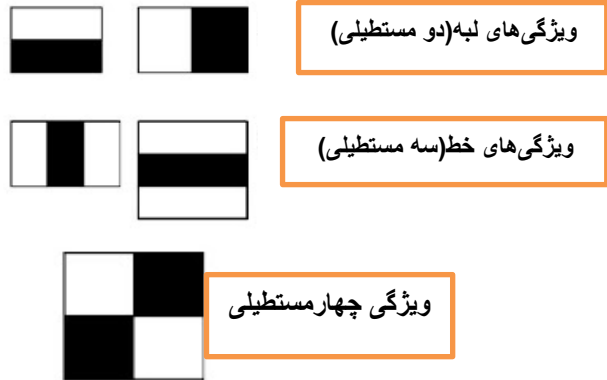 ویژگی‌های لبه(دو مستطیلی)
ویژگی‌های خط(سه مستطیلی)
ویژگی چهارمستطیلی